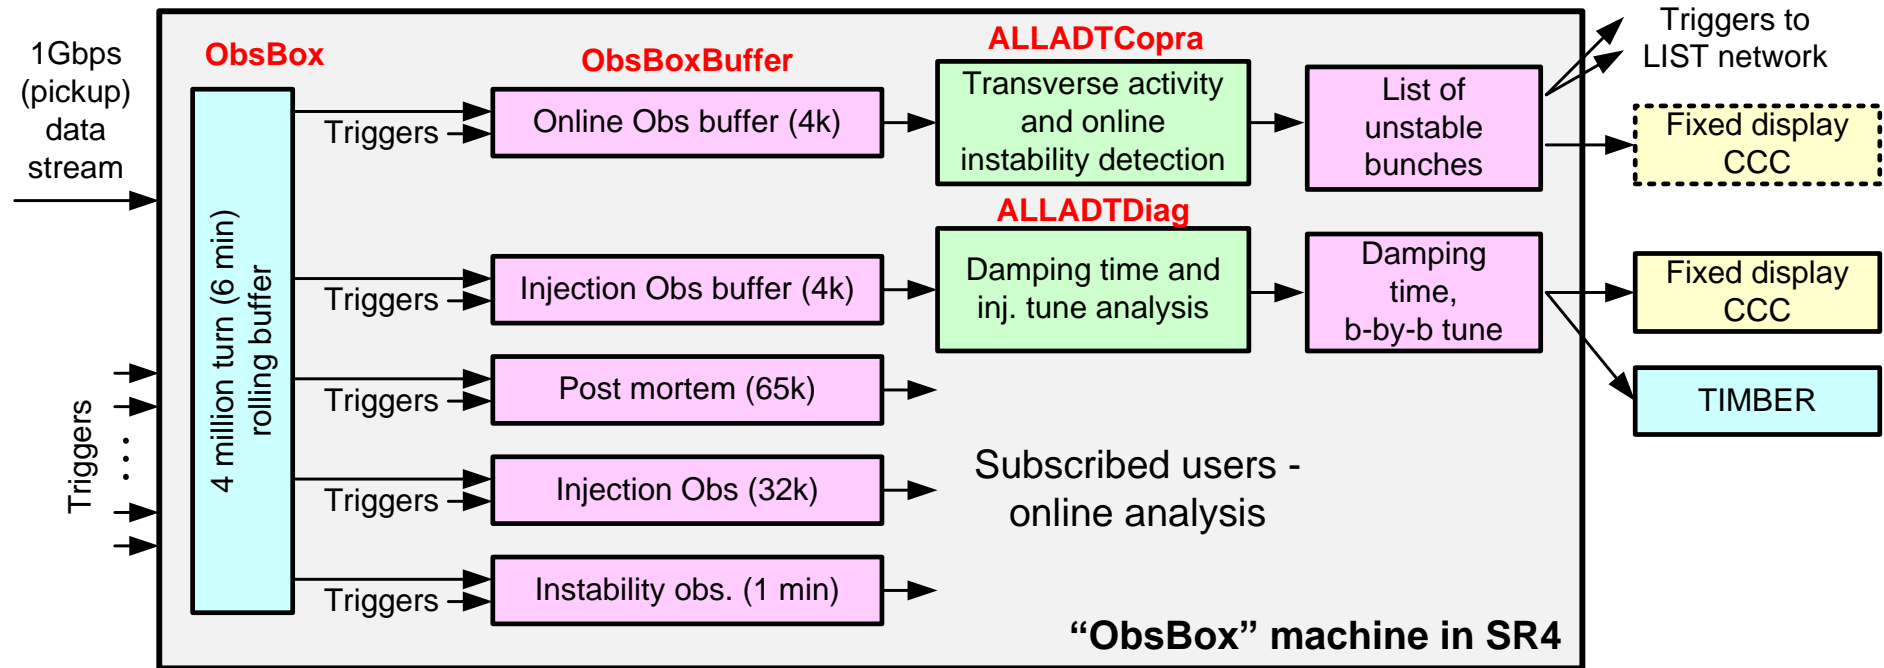 1Gbps
(pickup)
data
stream
Triggers
ObsBox
4 million turn (6 min)
rolling buffer
ObsBoxBuffer
Triggers
Online Obs buffer (4k)
Triggers
Injection Obs buffer (4k)
Triggers
Post mortem (65k)
Triggers
Injection Obs (32k)
Triggers
Instability obs. (1 min)
ALLADTCopra
Transverse activity
and online
instability detection
List of
unstable
bunches
ALLADTDiag
Damping time and
inj. tune analysis
Damping
time,
b-by-b tune
Subscribed users -
online analysis
“ObsBox” machine in SR4
Triggers to
LIST network
Fixed display
CCC
Fixed display
CCC
TIMBER